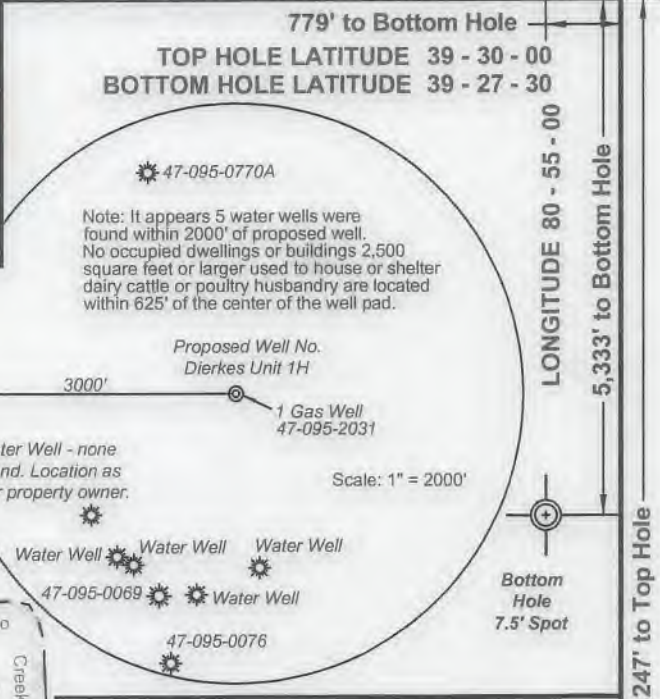 779' to Bottom Hole
TOP HOLE LATITUDE 39 - 30 - 00
BOTTOM HOLE LATITUDE 39 - 27 - 30
LONGITUDE 80 - 55 - 00
5,333' to Bottom Hole
247' to Top Hole
47-095-0770A
Note: It appears 5 water wells were
found within 2000' of proposed well.
No occupied dwellings or buildings 2,500
square feet or larger used to house or shelter
dairy cattle or poultry husbandry are located
within 625' of the center of the well pad.
Proposed Well No.
Dierkes Unit 1H
3000'
1 Gas Well
47-095-2031
Scale: 1" = 2000'
ter Well - none
nd. Location as
property owner.
Water Well
Water Well
Water Well
47-095-0069
Water Well
47-095-0076
Bottom
Hole
7.5' Spot
Creek